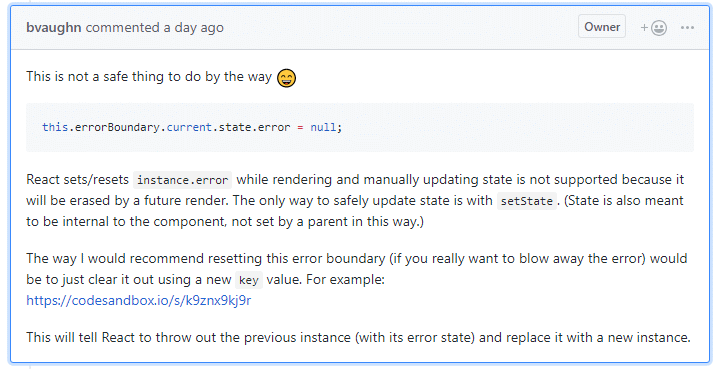 bvaughn commented a day ago Owner
This is not a safe thing to do by the way 😄
this.errorBoundary.current.state.error = null;
React sets/resets instance.error while rendering and manually updating state is not supported because it
will be erased by a future render. The only way to safely update state is with setState. (State is also meant
to be internal to the component, not set by a parent in this way.)
The way I would recommend resetting this error boundary (if you really want to blow away the error) would
be to just clear it out using a new key value. For example:
https://codesandbox.io/s/k9znx9kj9r
This will tell React to throw out the previous instance (with its error state) and replace it with a new instance.